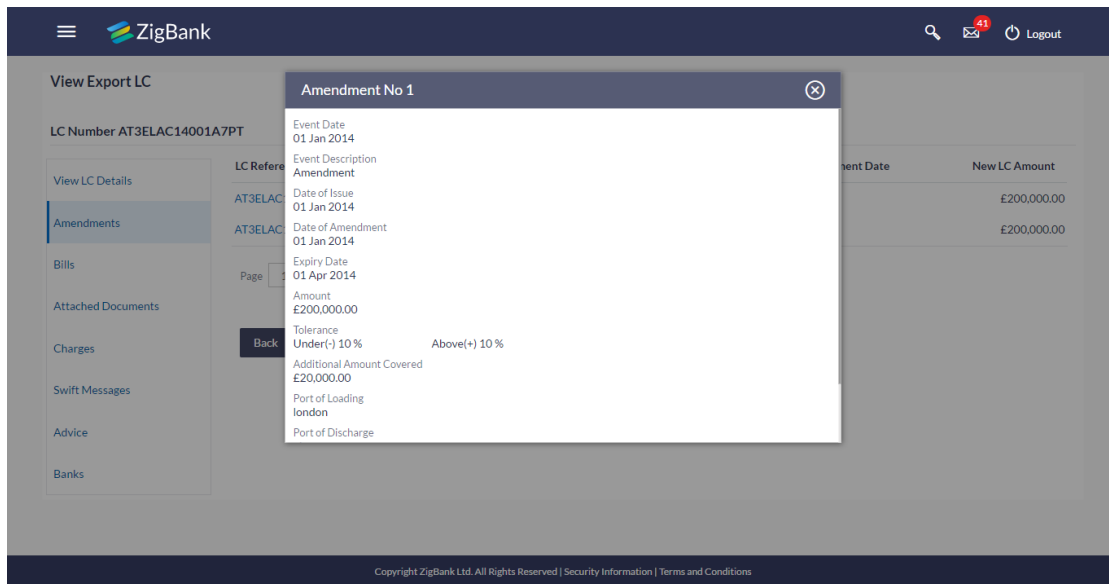 ZigBank
41
Logout
View Export LC
LC Number AT3ELAC14001A7PT
View LC Details
Amendments
Bills
Attached Documents
Charges
Swift Messages
Advice
Banks
LC
Date
New LC Amount
£200,000.00
£200,000.00
Page
Back
Amendment No 1
Event Date
01 Jan 2014
Event Description
Amendment
Date of Issue
01 Jan 2014
Date of Amendment
01 Jan 2014
Expiry Date
01 Apr 2014
Amount
£200,000.00
Tolerance
Under(-) 10 % Above(+) 10 %
Additional Amount Covered
£20,000.00
Port of Loading
london
Port of Discharge
Copyright ZigBank Ltd. All Rights Reserved | Security Information | Terms and Conditions